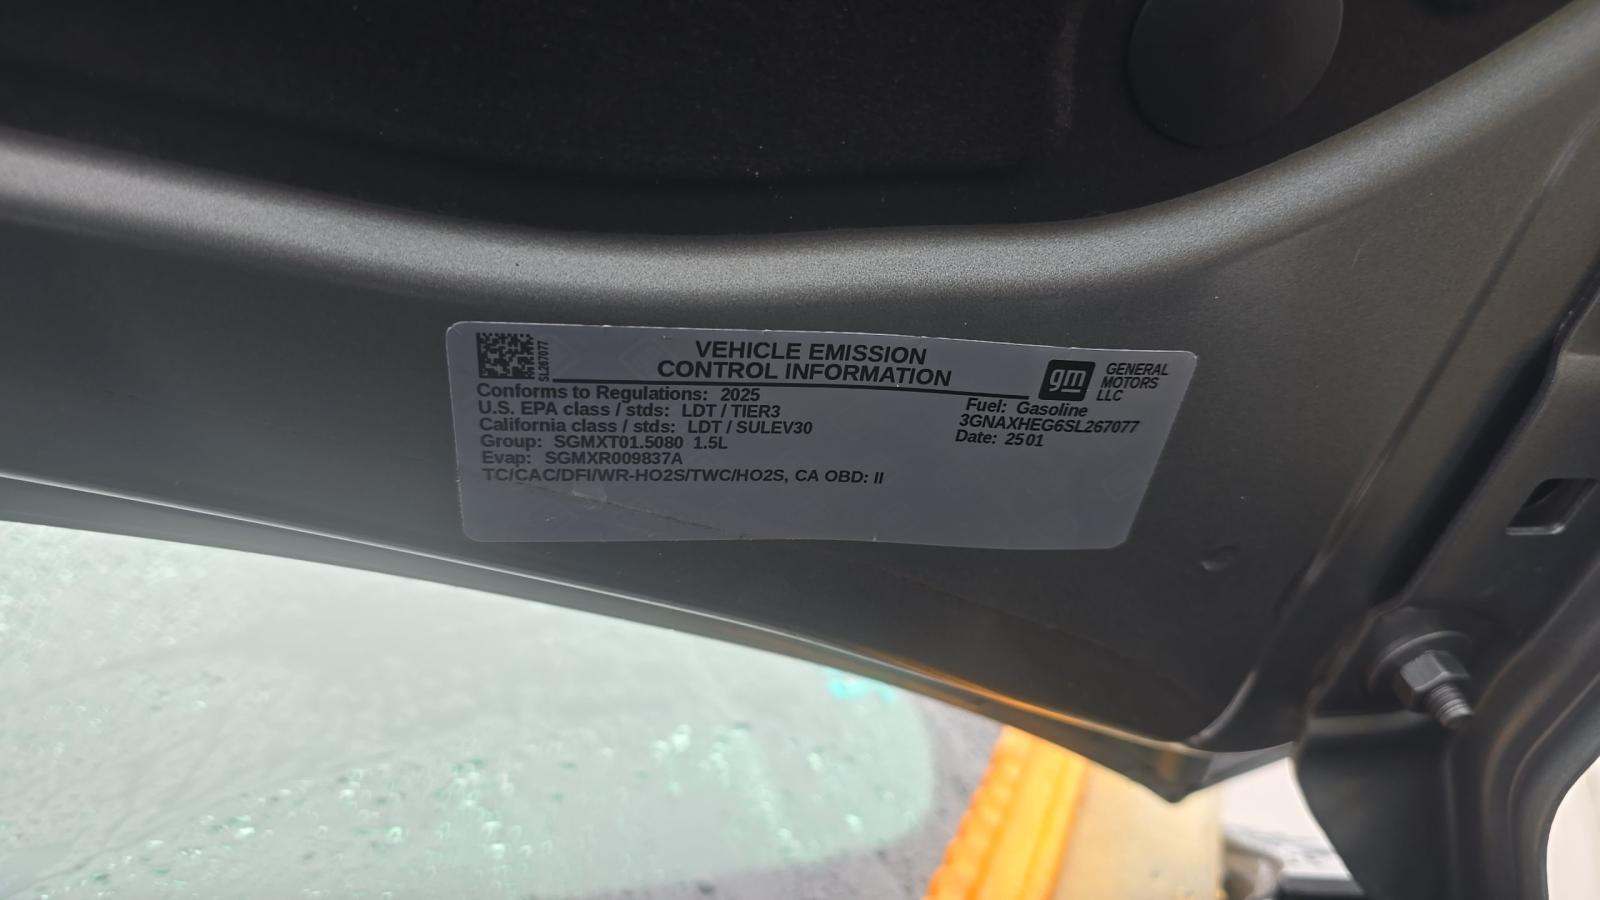 SL267077
VEHICLE EMISSION
CONTROL INFORMATION
gm
GENERAL
MOTORS
LLC
Conforms to Regulations: 2025
U.S. EPA class / stds: LDT / TIER3
California class / stds: LDT / SULEV30
Group: SGMXT01.5080 1.5L
Evap: SGMXR009837A
TC/CAC/DFI/WR-HO2S/TWC/HO2S, CA OBD: II
Fuel: Gasoline
3GNAXHEG6SL267077
Date: 2501